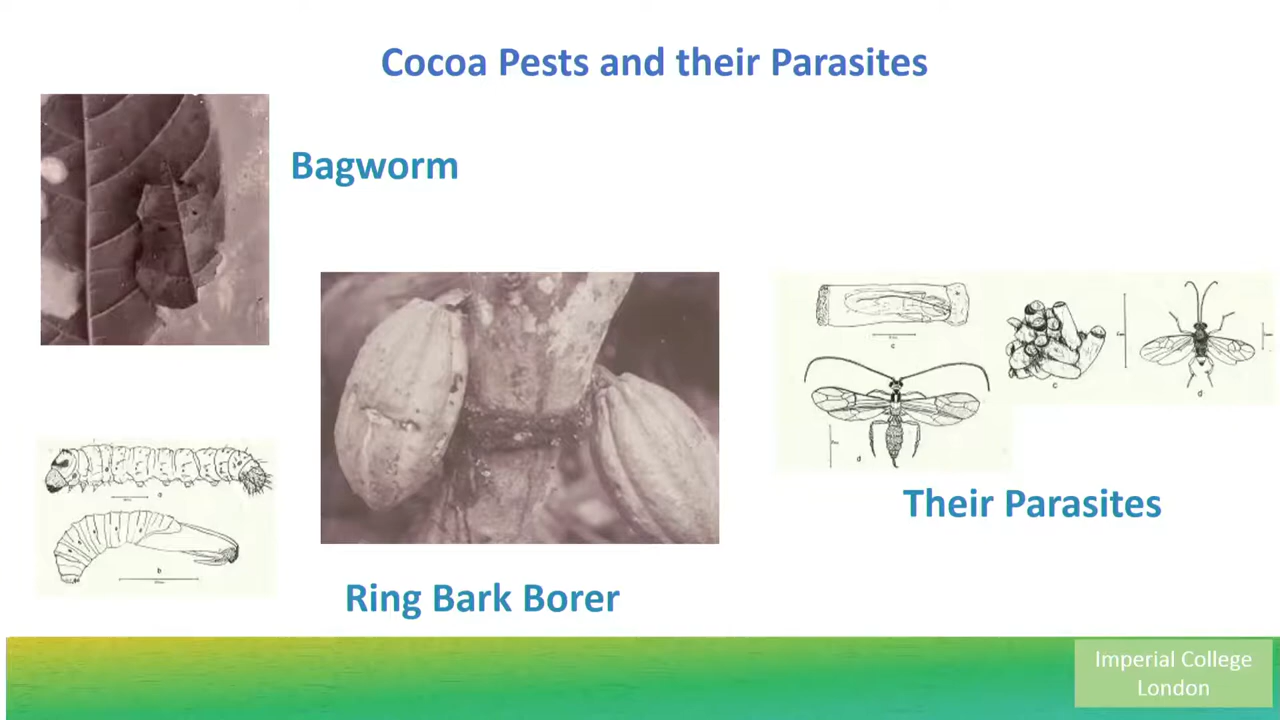 Cocoa Pests and their Parasites
Bagworm
c
c
d
d
a
b
Their Parasites
Ring Bark Borer
Imperial College
London